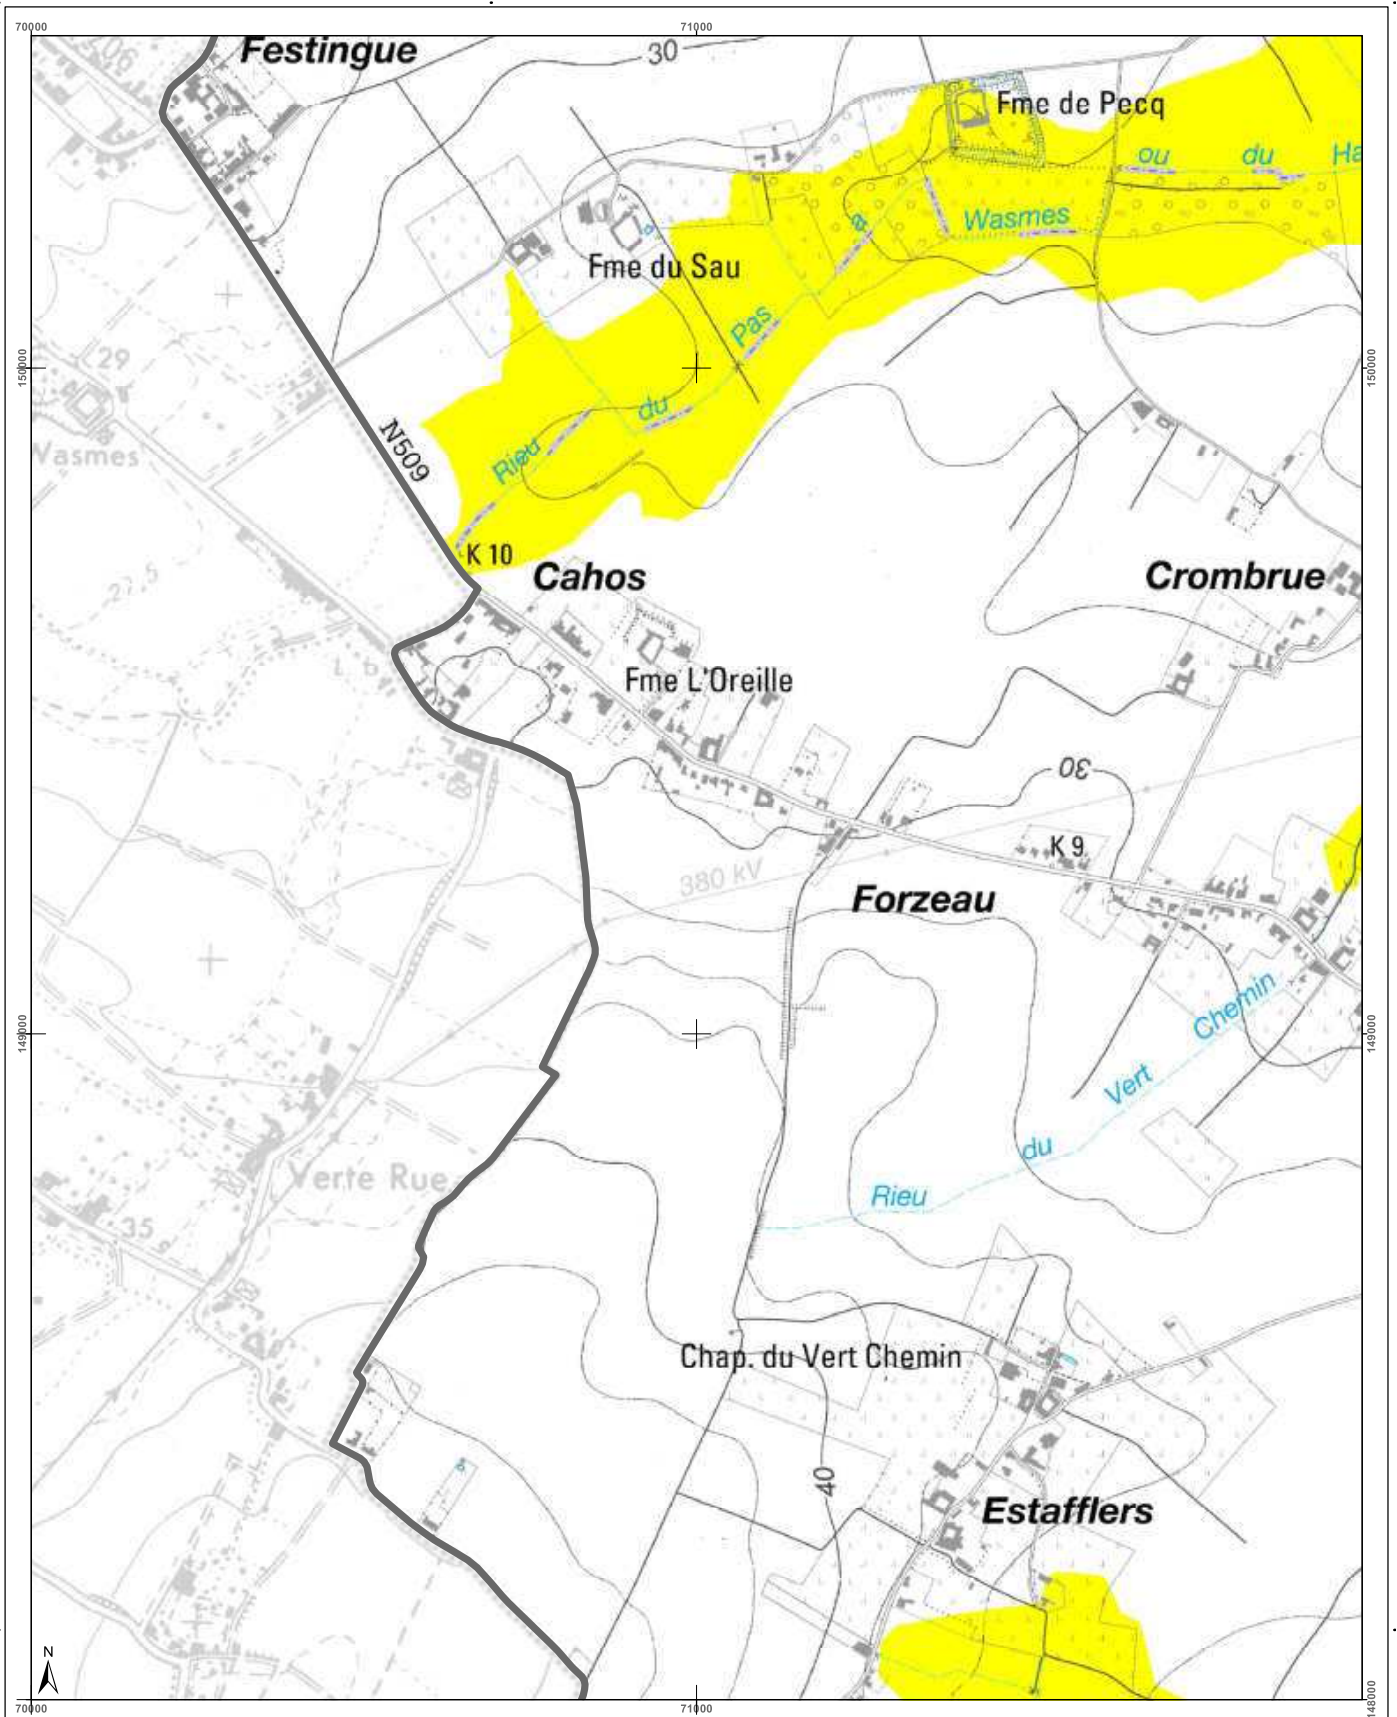 70000
71000
Festingue
30
Fme de Pecq
ou du Ha
Rieu du Pas à Wasmes
Fme du Sau
150000
150000
29
Wasmes
N509
K 10
Cahos
Crombrue
27,5
Fme L'Oreille
30
380 kV
K 9
Forzeau
Rieu du Vert Chemin
149000
149000
Verte Rue
35
Chap. du Vert Chemin
40
Estafflers
N
70000
71000
148000